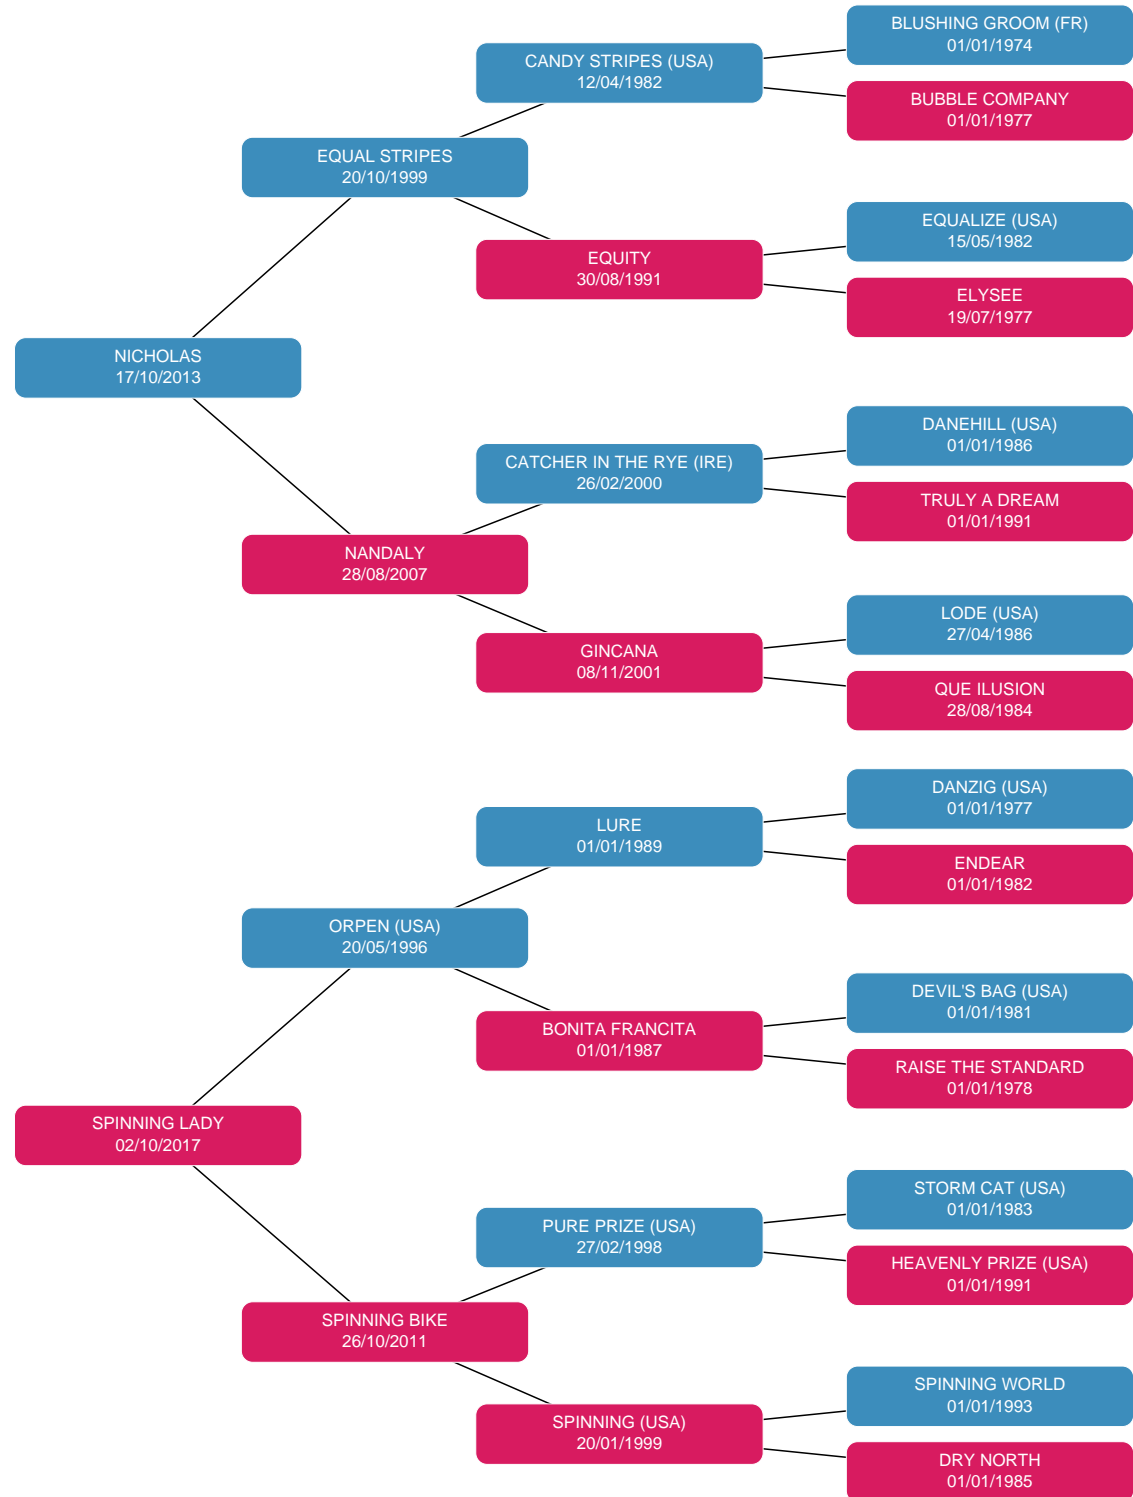 BLUSHING GROOM (FR)
01/01/1974
CANDY STRIPES (USA)
12/04/1982
BUBBLE COMPANY
01/01/1977
EQUAL STRIPES
20/10/1999
EQUALIZE (USA)
15/05/1982
EQUITY
30/08/1991
ELYSEE
19/07/1977
NICHOLAS
17/10/2013
DANEHILL (USA)
01/01/1986
CATCHER IN THE RYE (IRE)
26/02/2000
TRULY A DREAM
01/01/1991
NANDALY
28/08/2007
LODE (USA)
27/04/1986
GINCANA
08/11/2001
QUE ILUSION
28/08/1984
DANZIG (USA)
01/01/1977
LURE
01/01/1989
ENDEAR
01/01/1982
ORPEN (USA)
20/05/1996
DEVIL'S BAG (USA)
01/01/1981
BONITA FRANCITA
01/01/1987
RAISE THE STANDARD
01/01/1978
SPINNING LADY
02/10/2017
STORM CAT (USA)
01/01/1983
PURE PRIZE (USA)
27/02/1998
HEAVENLY PRIZE (USA)
01/01/1991
SPINNING BIKE
26/10/2011
SPINNING WORLD
01/01/1993
SPINNING (USA)
20/01/1999
DRY NORTH
01/01/1985